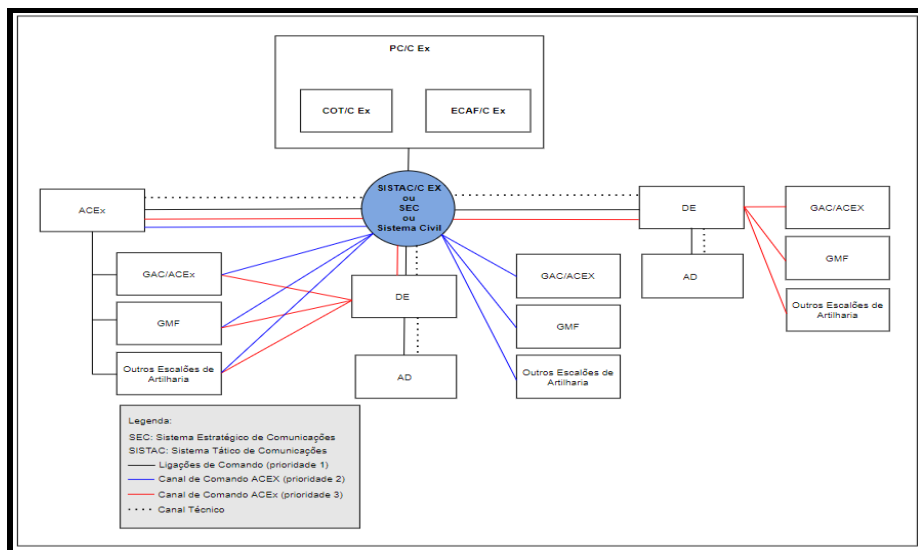 PC/C Ex
COT/C Ex
ECAF/C Ex
SISTAC/C EX
ou
SEC
ou
Sistema Civil
ACEx
DE
GAC/ACEX
GMF
Outros Escalões de
Artilharia
AD
GAC/ACEx
GMF
Outros Escalões de
Artilharia
DE
AD
GAC/ACEX
GMF
Outros Escalões de
Artilharia
Legenda:
SEC: Sistema Estratégico de Comunicações
SISTAC: Sistema Tático de Comunicações
Ligações de Comando (prioridade 1)
Canal de Comando ACEX (prioridade 2)
Canal de Comando ACEx (prioridade 3)
Canal Técnico